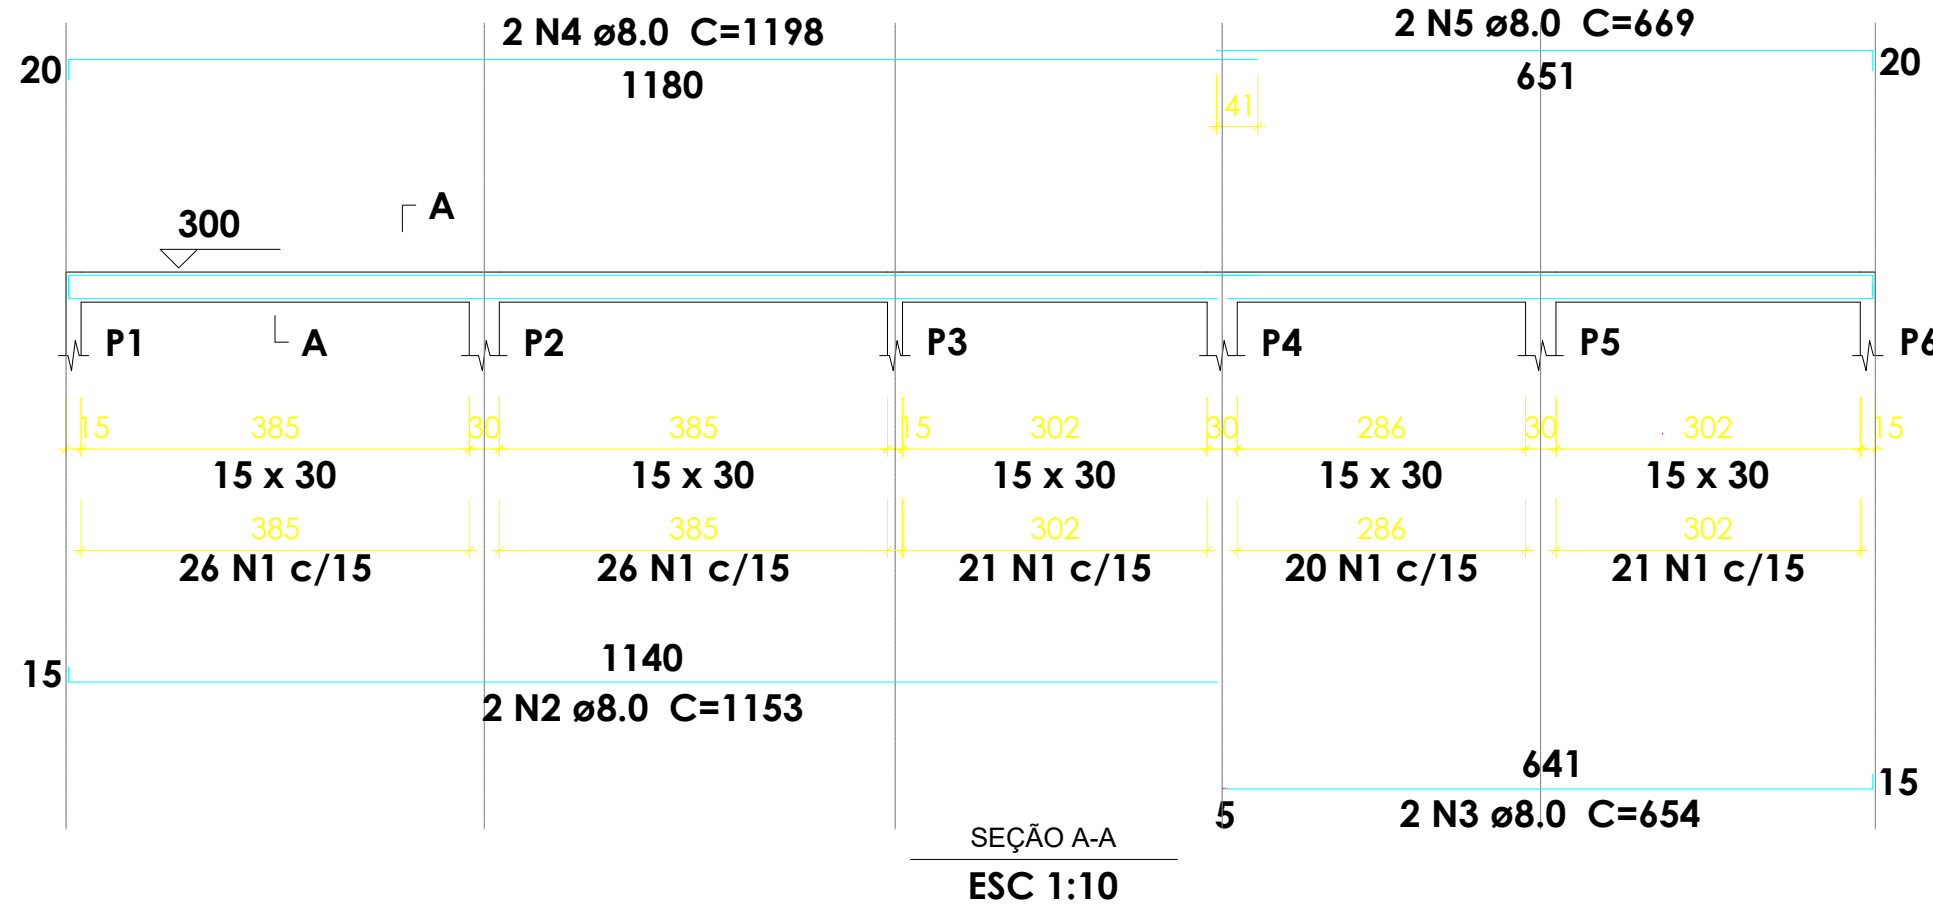 2 N4 ø8.0 C=1198
2 N5 ø8.0 C=669
20
1180
651
20
41
A
300
P1
A
P2
P3
P4
P5
P6
15
385
30
385
15
302
30
286
30
302
15
15 x 30
15 x 30
15 x 30
15 x 30
15 x 30
385
385
302
286
302
26 N1 c/15
26 N1 c/15
21 N1 c/15
20 N1 c/15
21 N1 c/15
15
1140
2 N2 ø8.0 C=1153
641
15
5
2 N3 ø8.0 C=654
SEÇÃO A-A
ESC 1:10